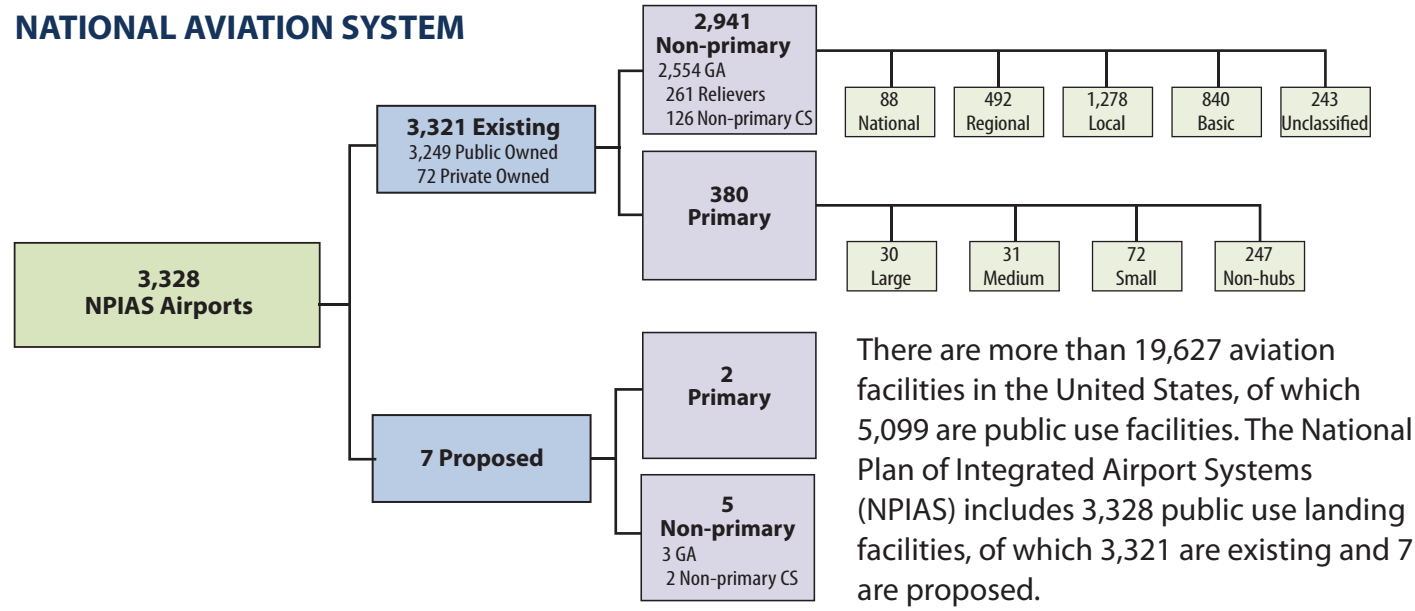 NATIONAL AVIATION SYSTEM
3,328
NPIAS Airports
3,321 Existing
3,249 Public Owned
72 Private Owned
2,941
Non-primary
2,554 GA
261 Relievers
126 Non-primary CS
88
National
492
Regional
1,278
Local
840
Basic
243
Unclassified
380
Primary
30
Large
31
Medium
72
Small
247
Non-hubs
7 Proposed
2
Primary
5
Non-primary
3 GA
2 Non-primary CS
There are more than 19,627 aviation
facilities in the United States, of which
5,099 are public use facilities. The National
Plan of Integrated Airport Systems
(NPIAS) includes 3,328 public use landing
facilities, of which 3,321 are existing and 7
are proposed.